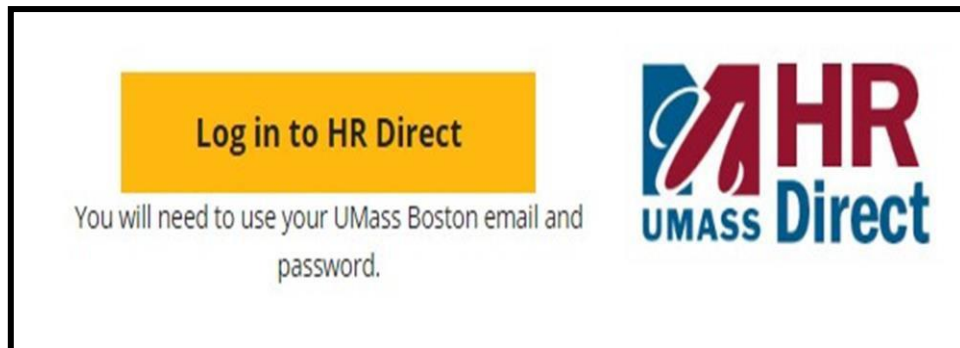 Log in to HR Direct
You will need to use your UMass Boston email and
password.
HR
UMASS Direct